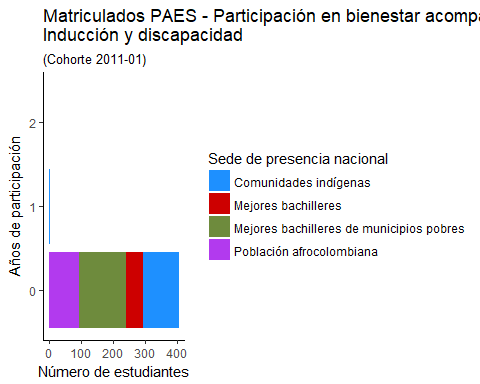 Matriculados PAES - Participación en bienestar acompa
Inducción y discapacidad
(Cohorte 2011-01)
Años de participación
2
1
0
0 100 200 300 400
Número de estudiantes
Sede de presencia nacional
Comunidades indígenas
Mejores bachilleres
Mejores bachilleres de municipios pobres
Población afrocolombiana